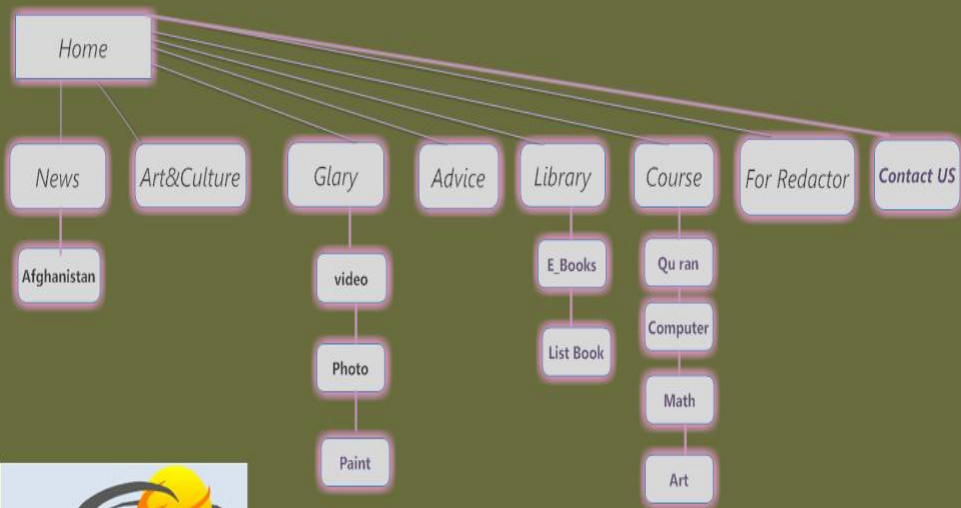 Home
News
Art&Culture
Glary
Advice
Library
Course
For Redactor
Contact US
Afghanistan
video
Photo
Paint
E_Books
List Book
Qu ran
Computer
Math
Art